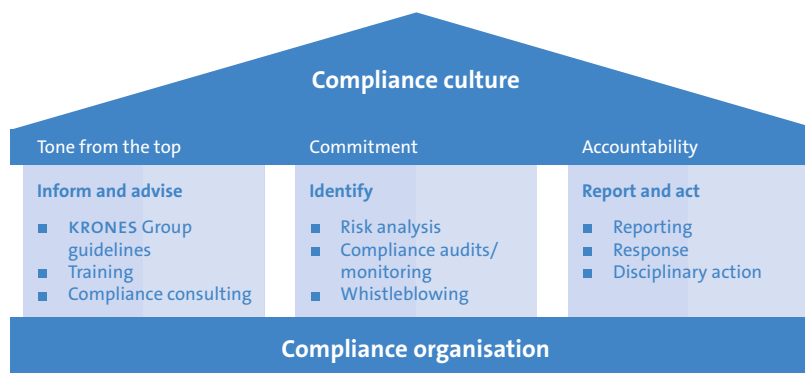 Compliance culture
Tone from the top
Commitment
Accountability
Inform and advise
KRONES Group
guidelines
Training
Compliance consulting
Identify
Risk analysis
Compliance audits/
monitoring
Whistleblowing
Report and act
Reporting
Response
Disciplinary action
Compliance organisation